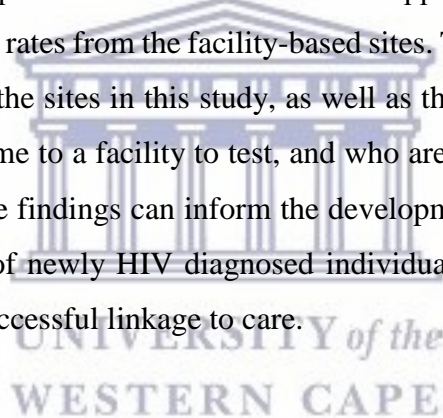 rates from the facility-based sites. T
the sites in this study, as well as th
me to a facility to test, and who are
e findings can inform the developm
of newly HIV diagnosed individua
ccessful linkage to care.
UNIVERSITY of the
WESTERN CAPE